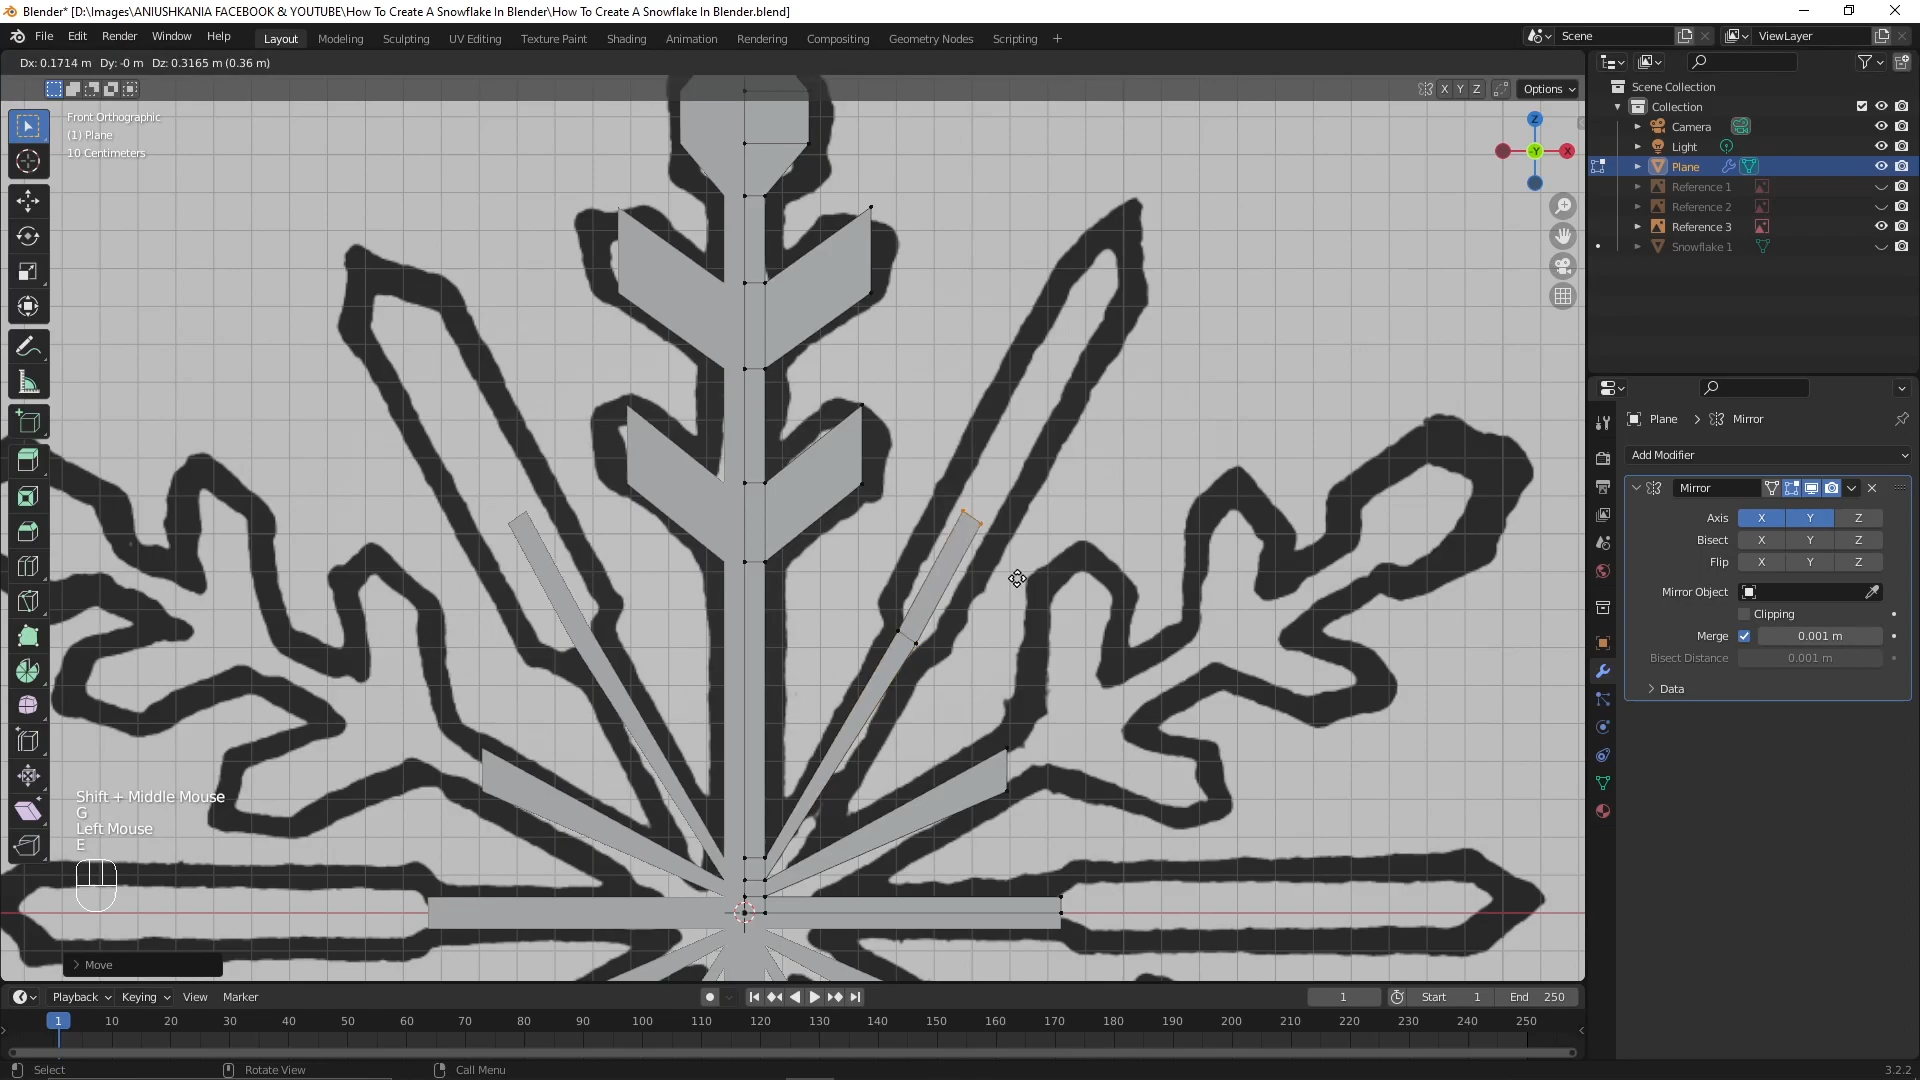 Blender* [D:\Images\ANIUSHKANIA FACEBOOK & YOUTUBE\How To Create A Snowflake In Blender\How To Create A Snowflake In Blender.blend]
File Edit Render Window Help Layout Modeling Sculpting UV Editing Texture Paint Shading Animation Rendering Compositing Geometry Nodes Scripting + Scene ViewLayer
Dx: 0.1714 m Dy: -0 m Dz: 0.3165 m (0.36 m)
X Y Z Options
Front Orthographic
(1) Plane
10 Centimeters
Z
-Y X
Scene Collection
Collection
Camera
Light
Plane
Reference 1
Reference 2
Reference 3
Snowflake 1
Plane > Mirror
Add Modifier
Mirror
Axis X Y Z
Bisect X Y Z
Flip X Y Z
Mirror Object
Clipping
Merge 0.001 m
Bisect Distance 0.001 m
Data
Shift + Middle Mouse
G
Left Mouse
E
Move
Playback Keying View Marker 1 Start 1 End 250
1 10 20 30 40 50 60 70 80 90 100 110 120 130 140 150 160 170 180 190 200 210 220 230 240 250
Select Rotate View Call Menu 3.2.2